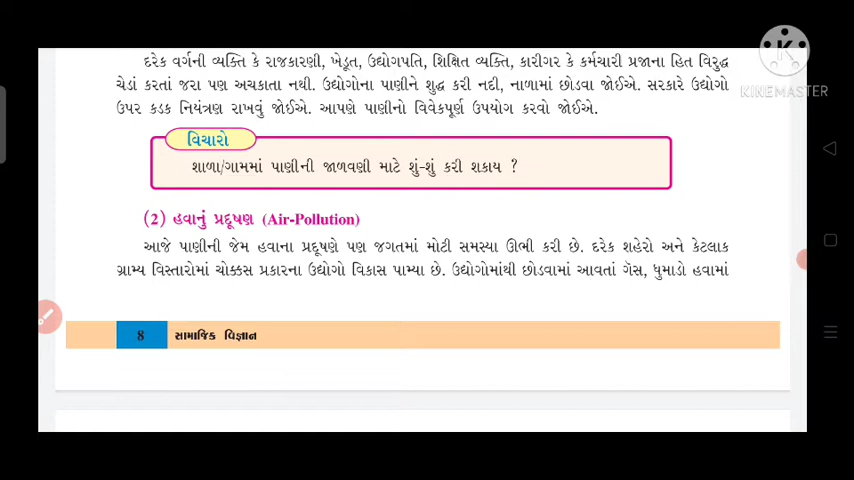 દરેક વર્ગની વ્યક્તિ કે રાજકારણી, ખેડૂત, ઉદ્યોગપતિ, શિક્ષિત વ્યક્તિ, કારીગર કે કર્મચારી પ્રજાના હિત વિરુદ્ધ
ચેડાં કરતાં જરા પણ અચકાતા નથી. ઉદ્યોગોના પાણીને શુદ્ધ કરી નદી, નાળામાં છોડવા જોઈએ. સરકારે ઉદ્યોગો
ઉપર કડક નિયંત્રણ રાખવું જોઈએ. આપણે પાણીનો વિવેકપૂર્ણ ઉપયોગ કરવો જોઈએ.
KINEMASTER
વિચારો
શાળા/ગામમાં પાણીની જાળવણી માટે શું-શું કરી શકાય ?
(2) હવાનું પ્રદૂષણ (Air-Pollution)
આજે પાણીની જેમ હવાના પ્રદૂષણે પણ જગતમાં મોટી સમસ્યા ઊભી કરી છે. દરેક શહેરો અને કેટલાક
ગ્રામ્ય વિસ્તારોમાં ચોક્કસ પ્રકારના ઉદ્યોગો વિકાસ પામ્યા છે. ઉદ્યોગોમાંથી છોડવામાં આવતાં ગૅસ, ધુમાડો હવામાં
8 સામાજિક વિજ્ઞાન